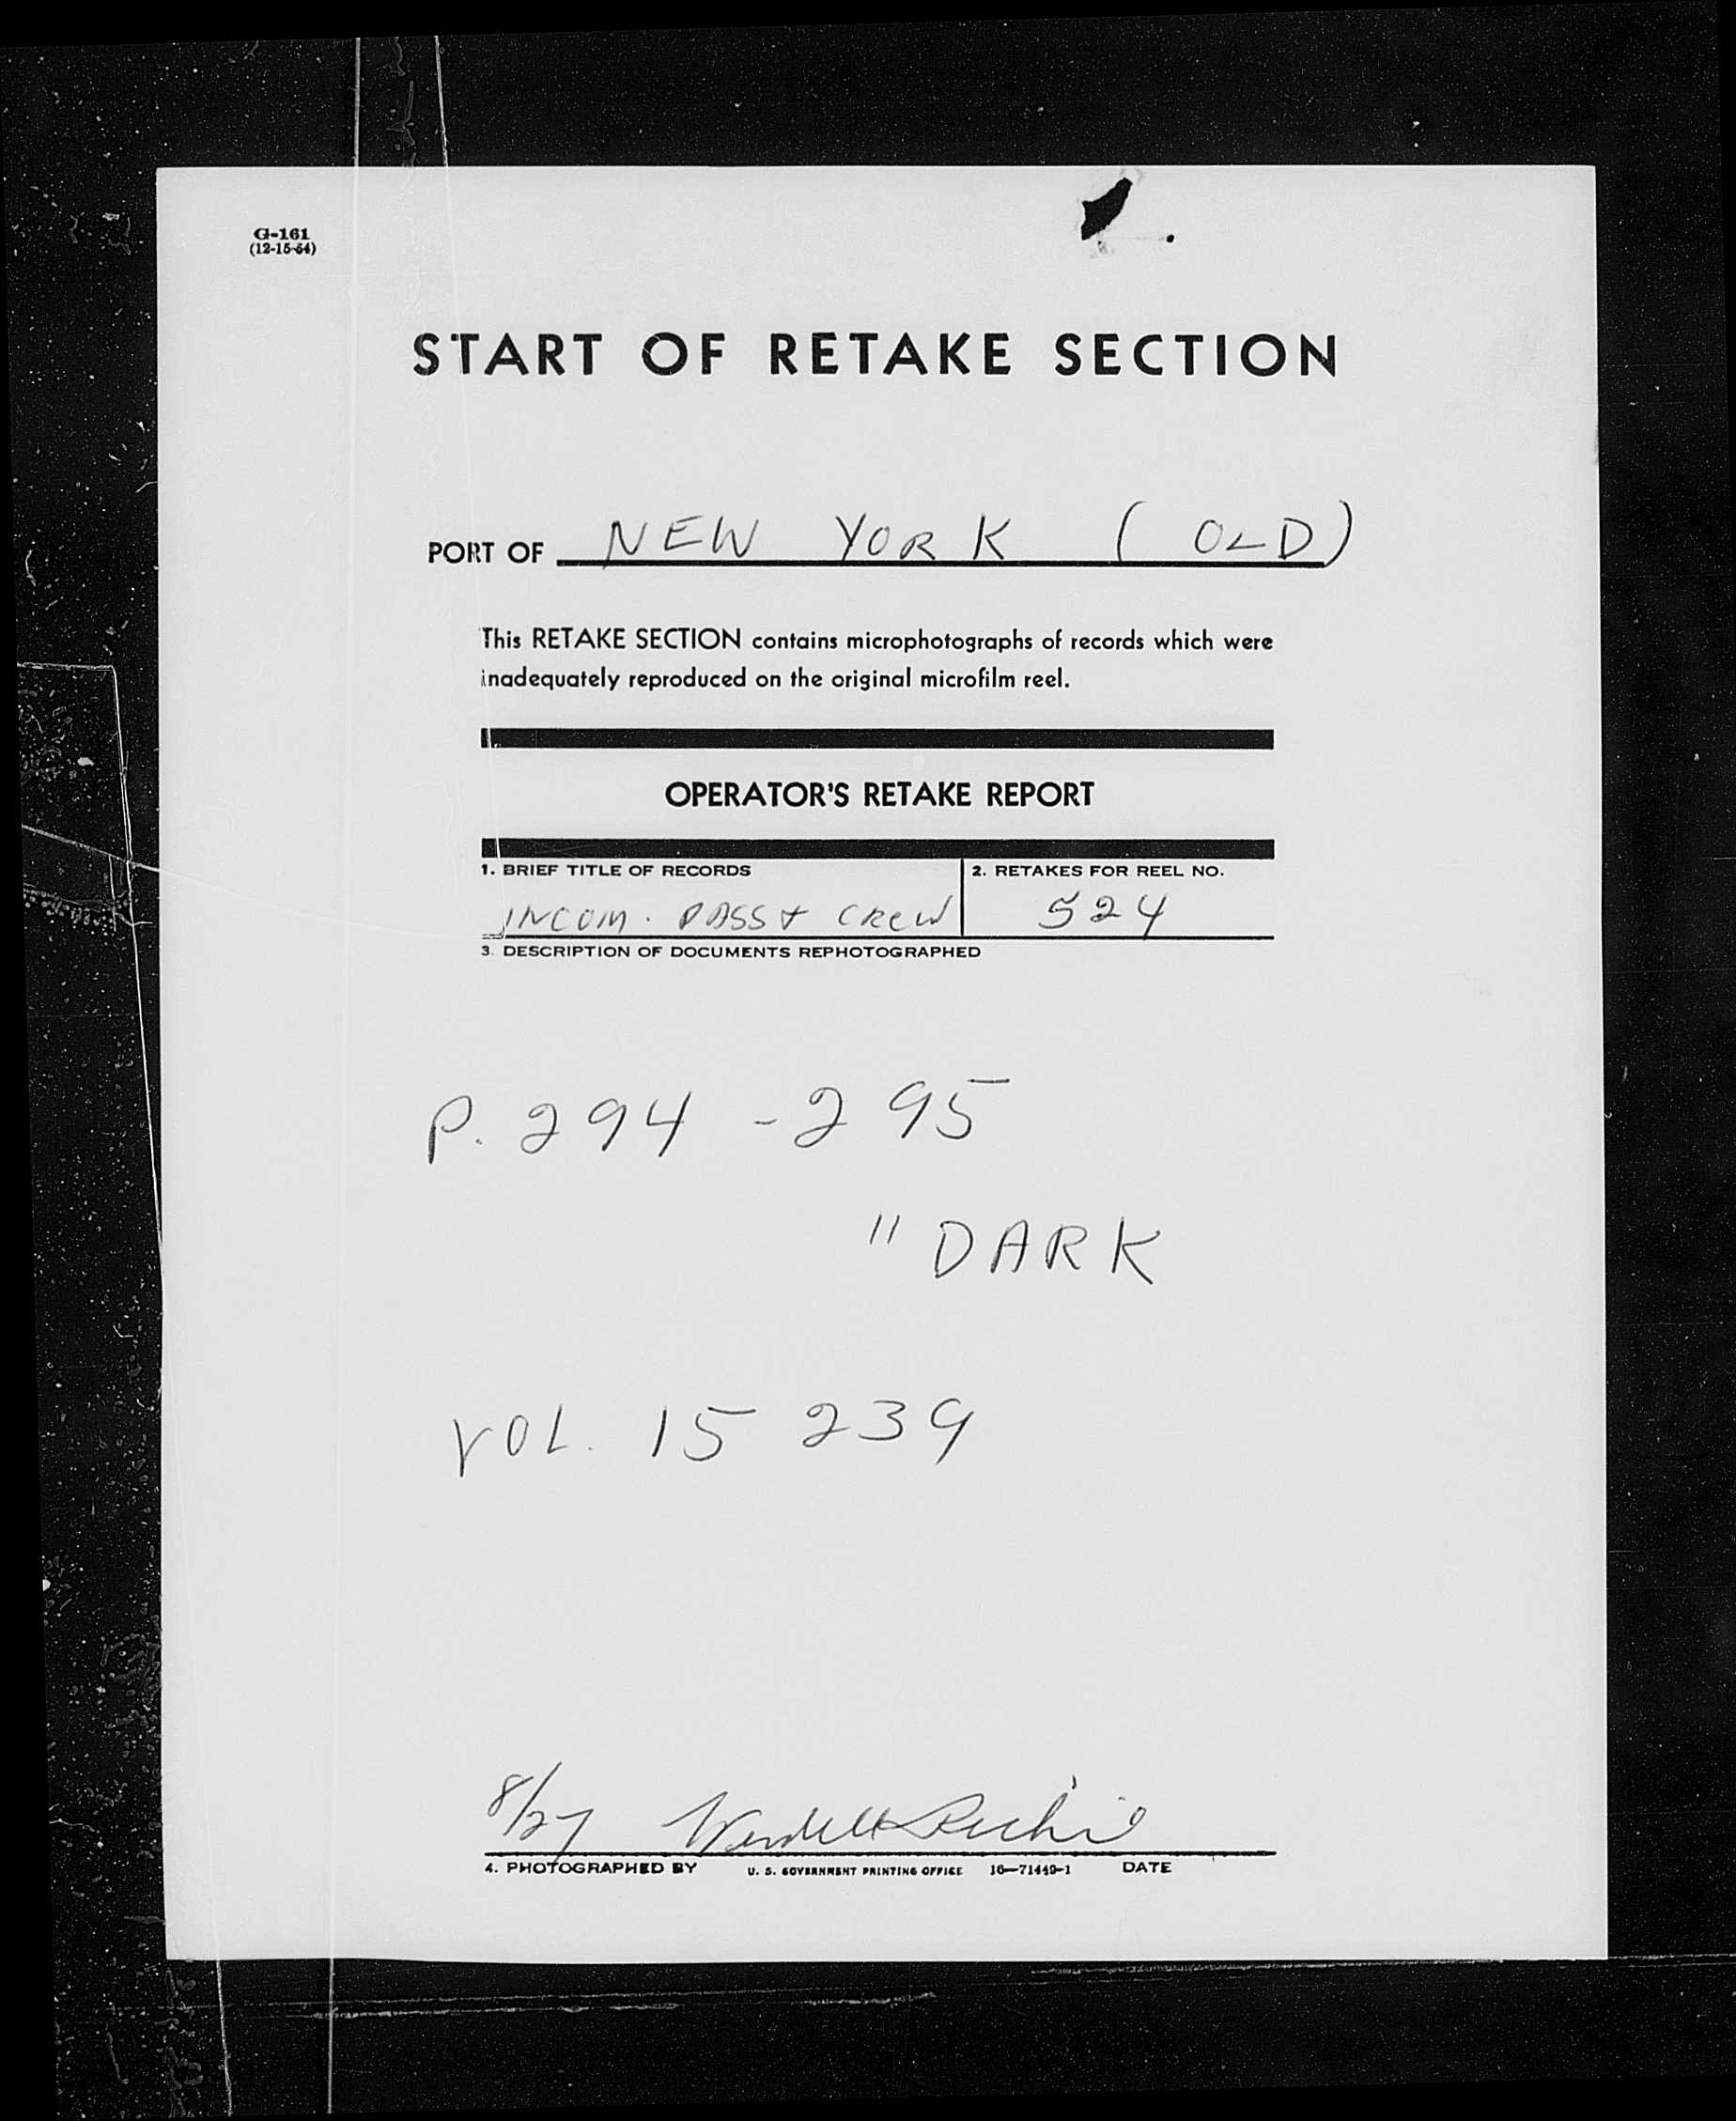 G-161
(12-15-54)
START OF RETAKE SECTION
PORT OF NEW YORK (OLD)
This RETAKE SECTION contains microphotographs of records which were
inadequately reproduced on the original microfilm reel.
OPERATOR'S RETAKE REPORT
1. BRIEF TITLE OF RECORDS 2. RETAKES FOR REEL NO.
INCOM. PASS + CREW 524
3. DESCRIPTION OF DOCUMENTS REPHOTOGRAPHED
P. 294 - 295
" DARK
VOL. 15239
8/27 Wendell
4. PHOTOGRAPHED BY U. S. GOVERNMENT PRINTING OFFICE 16—71449-1 DATE